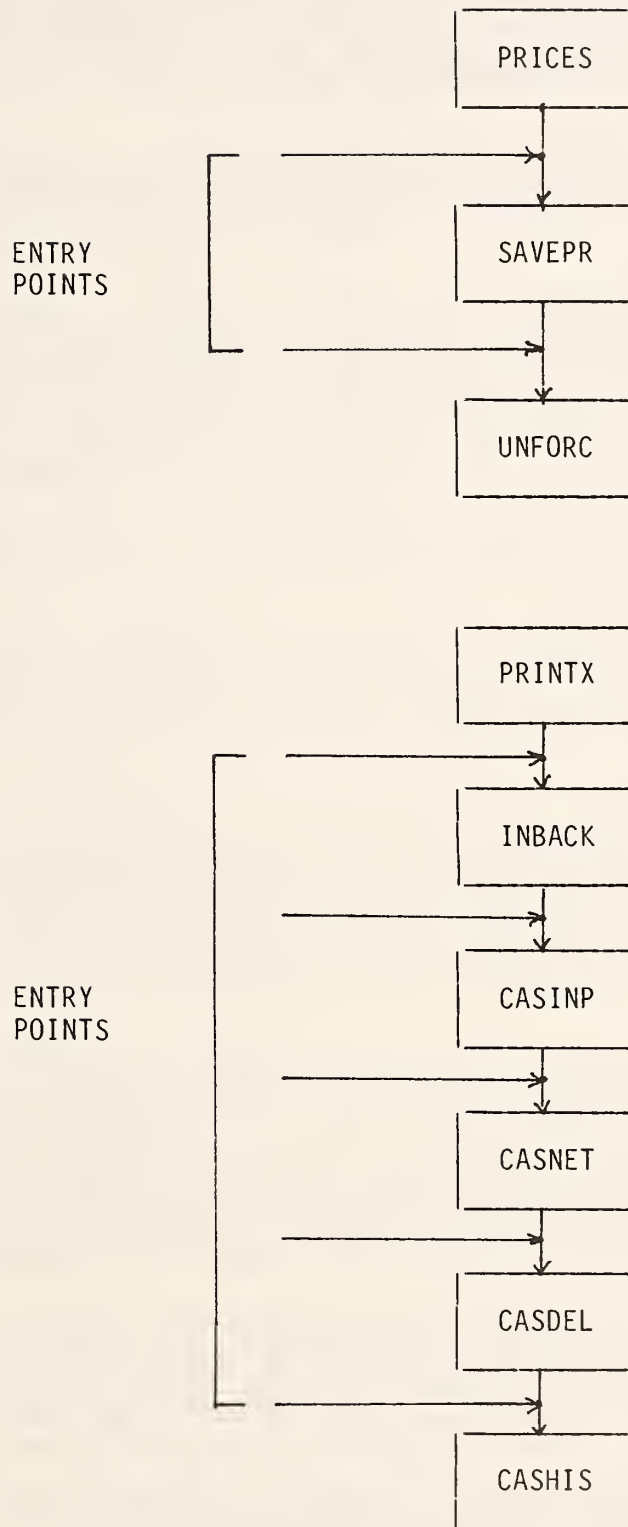 PRICES
ENTRY
POINTS
SAVEPR
UNFORC
PRINTX
INBACK
CASINP
ENTRY
POINTS
CASNET
CASDEL
CASHIS